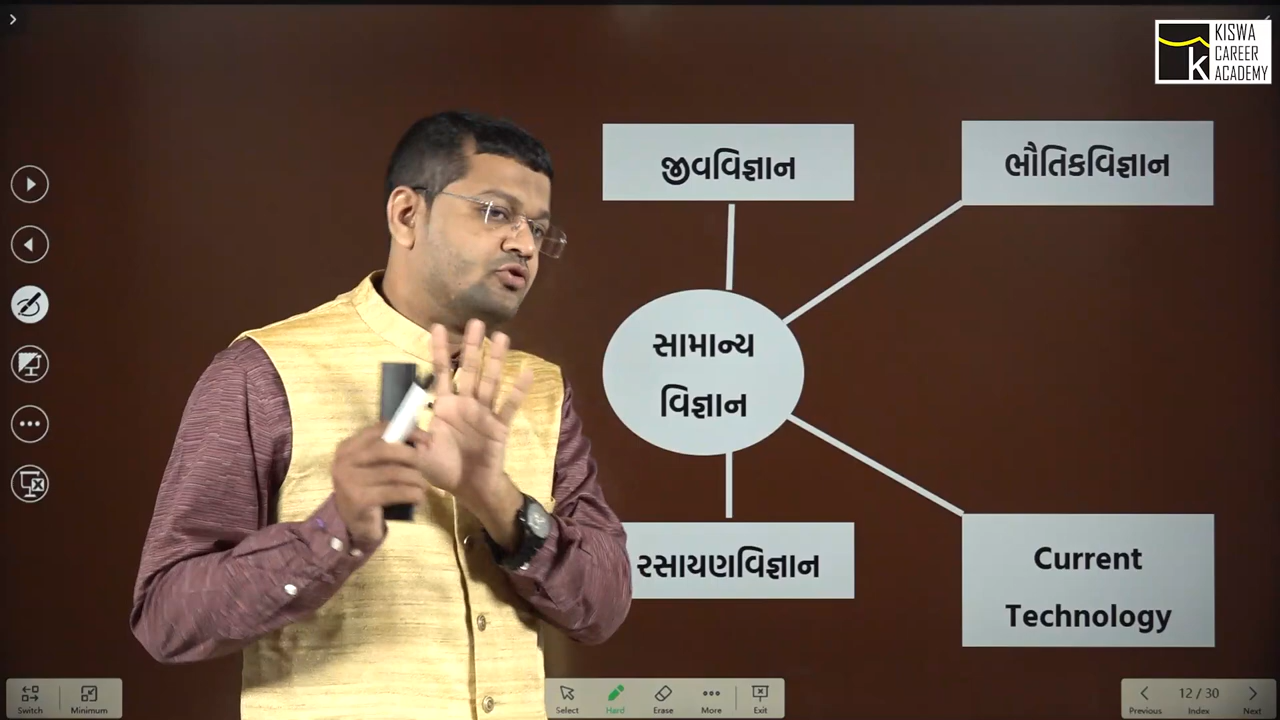 KISWA
CAREER
ACADEMY
k
જીવવિજ્ઞાન
ભૌતિકવિજ્ઞાન
સામાન્ય
વિજ્ઞાન
રસાયણવિજ્ઞાન
Current
Technology
Switch
Minimum
Select
Hard
Erase
More
Exit
12 / 30
Previous
Index
Next